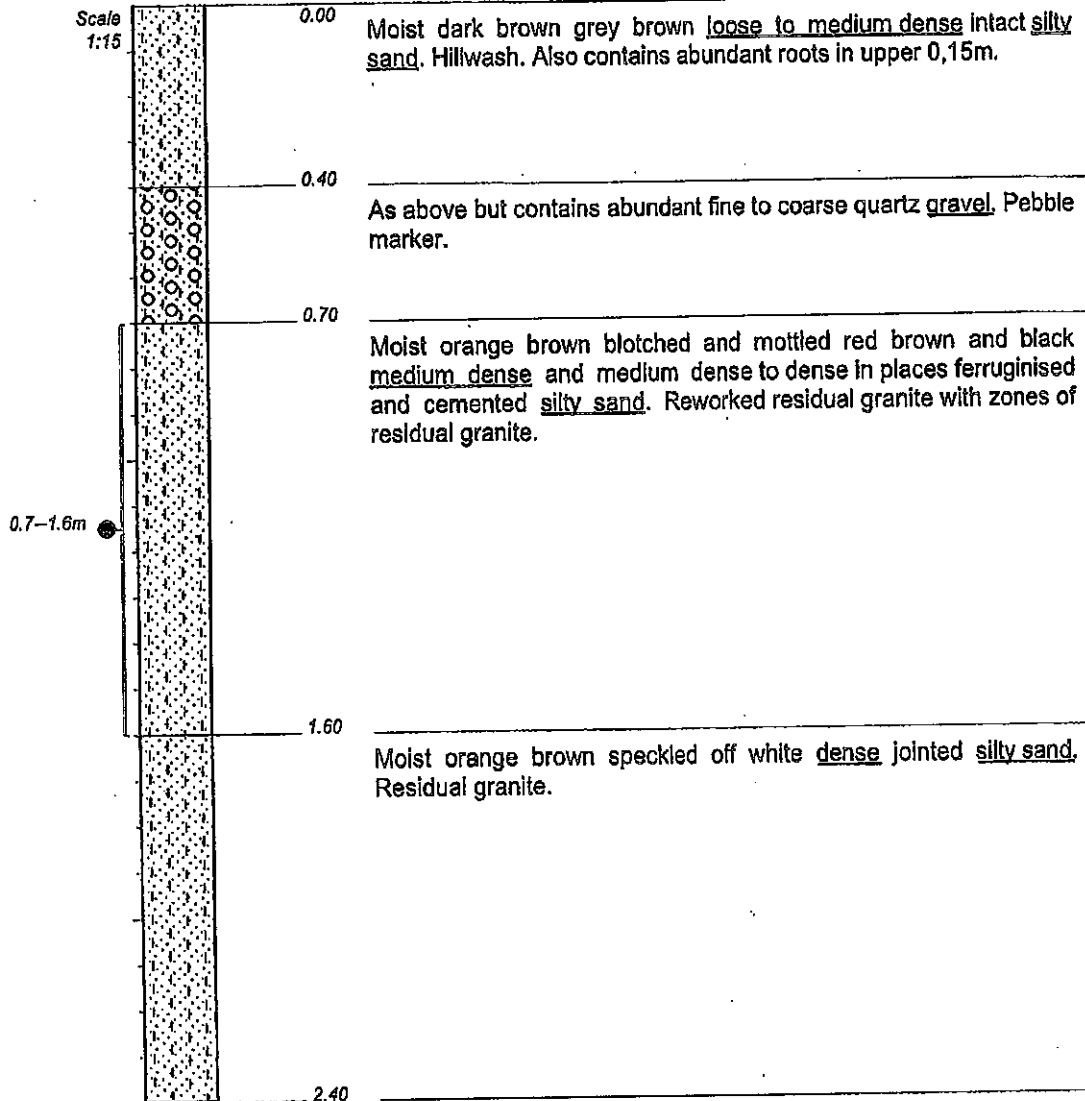 Scale
1:15
0.00
Moist dark brown grey brown loose to medium dense intact silty
sand. Hillwash. Also contains abundant roots in upper 0,15m.
0.40
As above but contains abundant fine to coarse quartz gravel. Pebble
marker.
0.70
Moist orange brown blotched and mottled red brown and black
medium dense and medium dense to dense in places ferruginised
and cemented silty sand. Reworked residual granite with zones of
residual granite.
0.7–1.6m
1.60
Moist orange brown speckled off white dense jointed silty sand.
Residual granite.
2.40